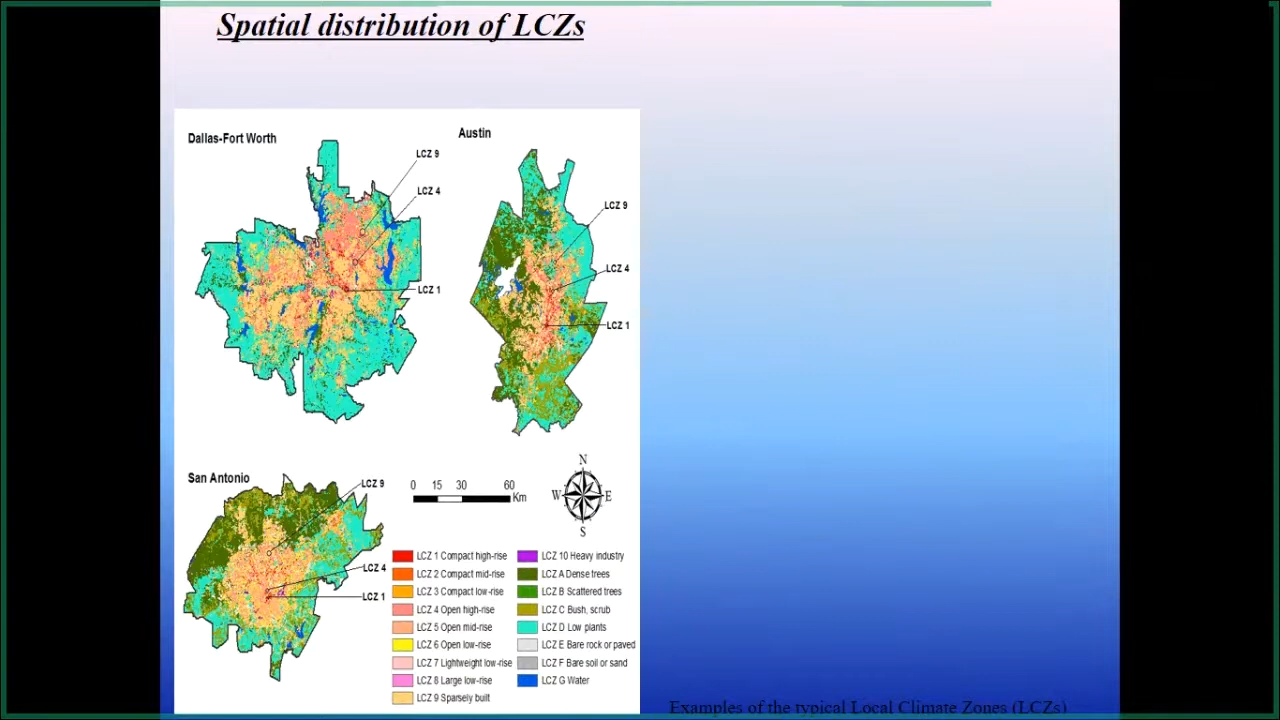 Spatial distribution of LCZs
Dallas-Fort Worth
LCZ 9
LCZ 4
LCZ 1
Austin
LCZ 9
LCZ 4
LCZ 1
San Antonio
LCZ 9
LCZ 4
LCZ 1
0 15 30 60
Km
N
W E
S
LCZ 1 Compact high-rise
LCZ 2 Compact mid-rise
LCZ 3 Compact low-rise
LCZ 4 Open high-rise
LCZ 5 Open mid-rise
LCZ 6 Open low-rise
LCZ 7 Lightweight low-rise
LCZ 8 Large low-rise
LCZ 9 Sparsely built
LCZ 10 Heavy industry
LCZ A Dense trees
LCZ B Scattered trees
LCZ C Bush, scrub
LCZ D Low plants
LCZ E Bare rock or paved
LCZ F Bare soil or sand
LCZ G Water
Examples of the typical Local Climate Zones (LCZs)